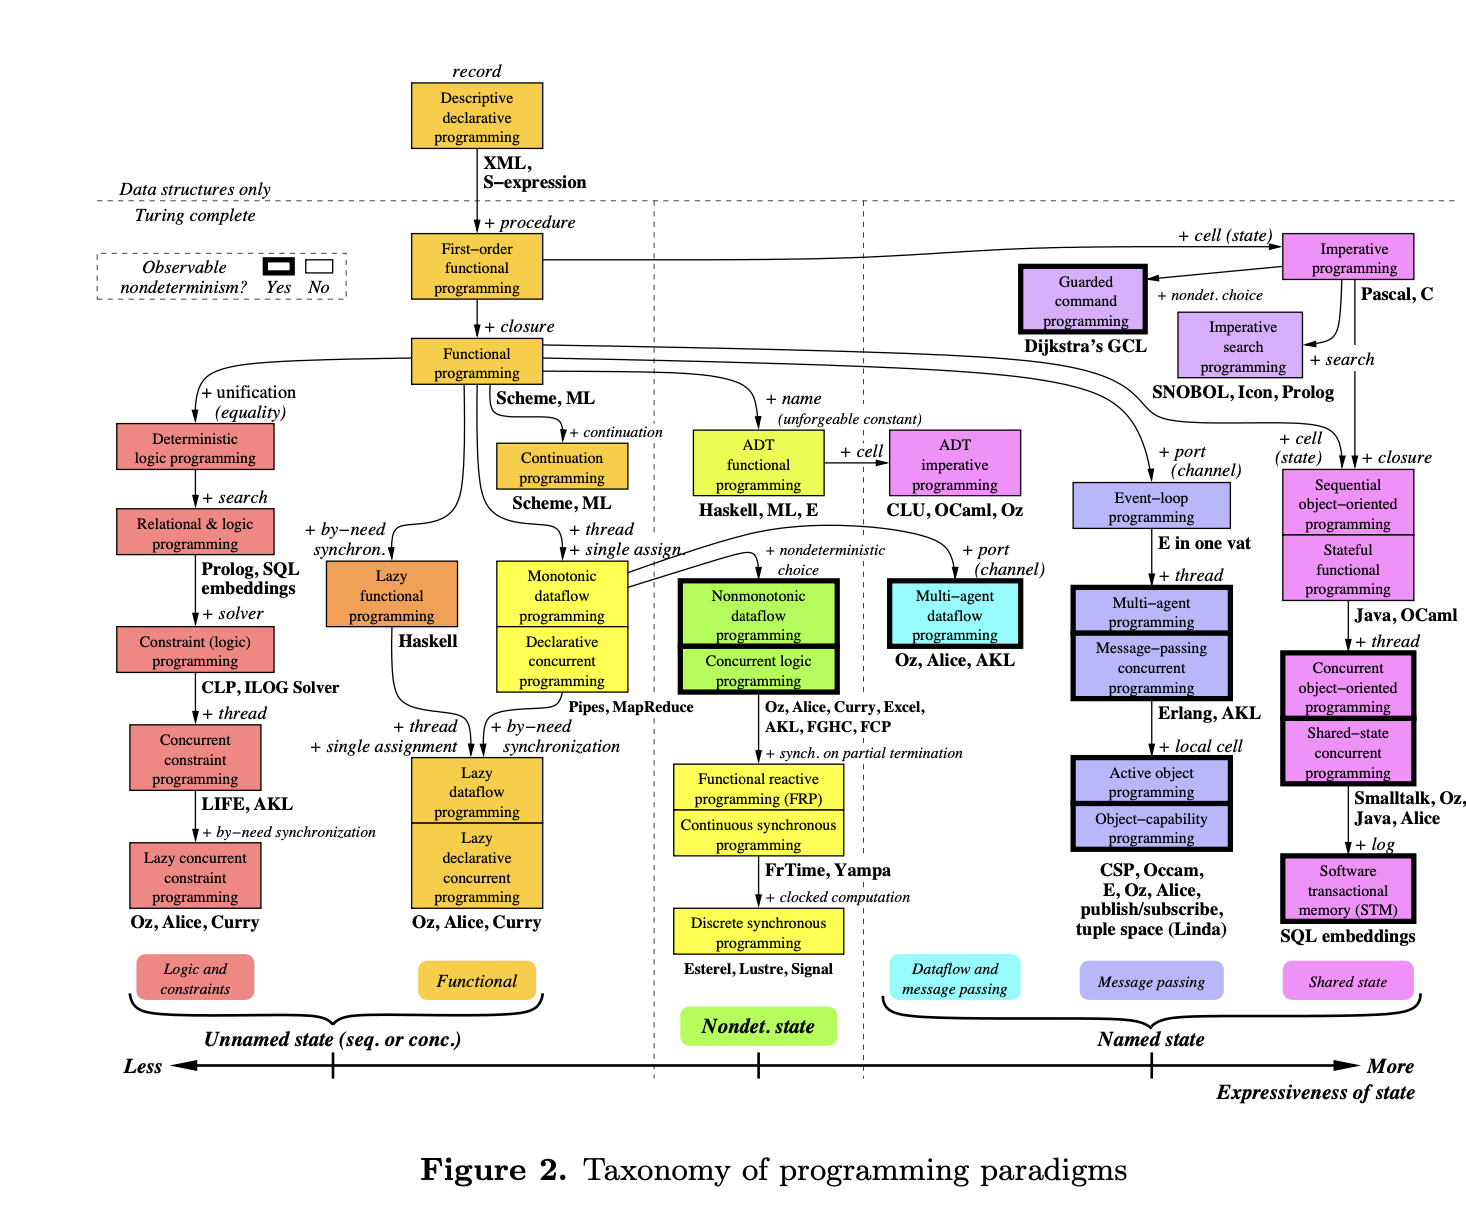 record
Descriptive
declarative
programming
XML,
S−expression
Data structures only
Turing complete
+ procedure
Observable
nondeterminism?
Yes
No
First−order
functional
programming
+ cell (state)
Imperative
programming
Pascal, C
+ nondet. choice
Guarded
command
programming
Dijkstra's GCL
Imperative
search
programming
+ search
SNOBOL, Icon, Prolog
+ closure
Functional
programming
Scheme, ML
+ unification
(equality)
Deterministic
logic programming
+ search
Relational & logic
programming
Prolog, SQL
embeddings
+ solver
Constraint (logic)
programming
CLP, ILOG Solver
+ thread
Concurrent
constraint
programming
LIFE, AKL
+ by−need synchronization
Lazy concurrent
constraint
programming
Oz, Alice, Curry
+ continuation
Continuation
programming
Scheme, ML
+ by−need
synchron.
Lazy
functional
programming
Haskell
+ thread
+ single assign.
Monotonic
dataflow
programming
Declarative
concurrent
programming
Pipes, MapReduce
+ thread
+ single assignment
+ by−need
synchronization
Lazy
dataflow
programming
Lazy
declarative
concurrent
programming
Oz, Alice, Curry
+ name
(unforgeable constant)
ADT
functional
programming
Haskell, ML, E
+ cell
ADT
imperative
programming
CLU, OCaml, Oz
+ nondeterministic
choice
Nonmonotonic
dataflow
programming
Concurrent logic
programming
Oz, Alice, Curry, Excel,
AKL, FGHC, FCP
+ synch. on partial termination
Functional reactive
programming (FRP)
Continuous synchronous
programming
FrTime, Yampa
+ clocked computation
Discrete synchronous
programming
Esterel, Lustre, Signal
+ port
(channel)
Multi−agent
dataflow
programming
Oz, Alice, AKL
+ port
(channel)
Event−loop
programming
E in one vat
+ thread
Multi−agent
programming
Message−passing
concurrent
programming
Erlang, AKL
+ local cell
Active object
programming
Object−capability
programming
CSP, Occam,
E, Oz, Alice,
publish/subscribe,
tuple space (Linda)
+ cell
(state)
+ closure
Sequential
object−oriented
programming
Stateful
functional
programming
Java, OCaml
+ thread
Concurrent
object−oriented
programming
Shared−state
concurrent
programming
Smalltalk, Oz,
Java, Alice
+ log
Software
transactional
memory (STM)
SQL embeddings
Logic and
constraints
Functional
Dataflow and
message passing
Message passing
Shared state
Unnamed state (seq. or conc.)
Nondet. state
Named state
Less
More
Expressiveness of state
Figure 2. Taxonomy of programming paradigms